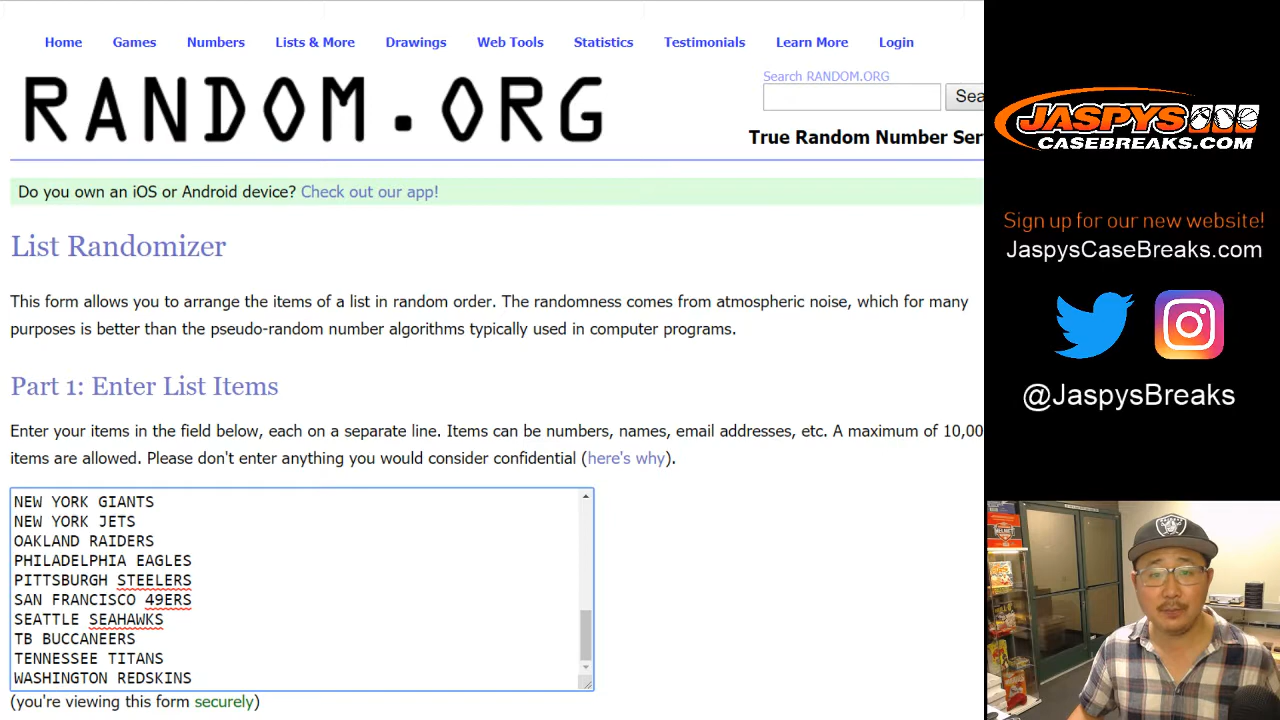 Home Games Numbers Lists & More Drawings Web Tools Statistics Testimonials Learn More Login
RANDOM.ORG
Search RANDOM.ORG
Sea
True Random Number Ser
Do you own an iOS or Android device? Check out our app!
List Randomizer
This form allows you to arrange the items of a list in random order. The randomness comes from atmospheric noise, which for many
purposes is better than the pseudo-random number algorithms typically used in computer programs.
Part 1: Enter List Items
Enter your items in the field below, each on a separate line. Items can be numbers, names, email addresses, etc. A maximum of 10,00
items are allowed. Please don't enter anything you would consider confidential (here's why).
NEW YORK GIANTS
NEW YORK JETS
OAKLAND RAIDERS
PHILADELPHIA EAGLES
PITTSBURGH STEELERS
SAN FRANCISCO 49ERS
SEATTLE SEAHAWKS
TB BUCCANEERS
TENNESSEE TITANS
WASHINGTON REDSKINS
(you're viewing this form securely)
JASPYS
CASEBREAKS.COM
Sign up for our new website!
JaspysCaseBreaks.com
@JaspysBreaks